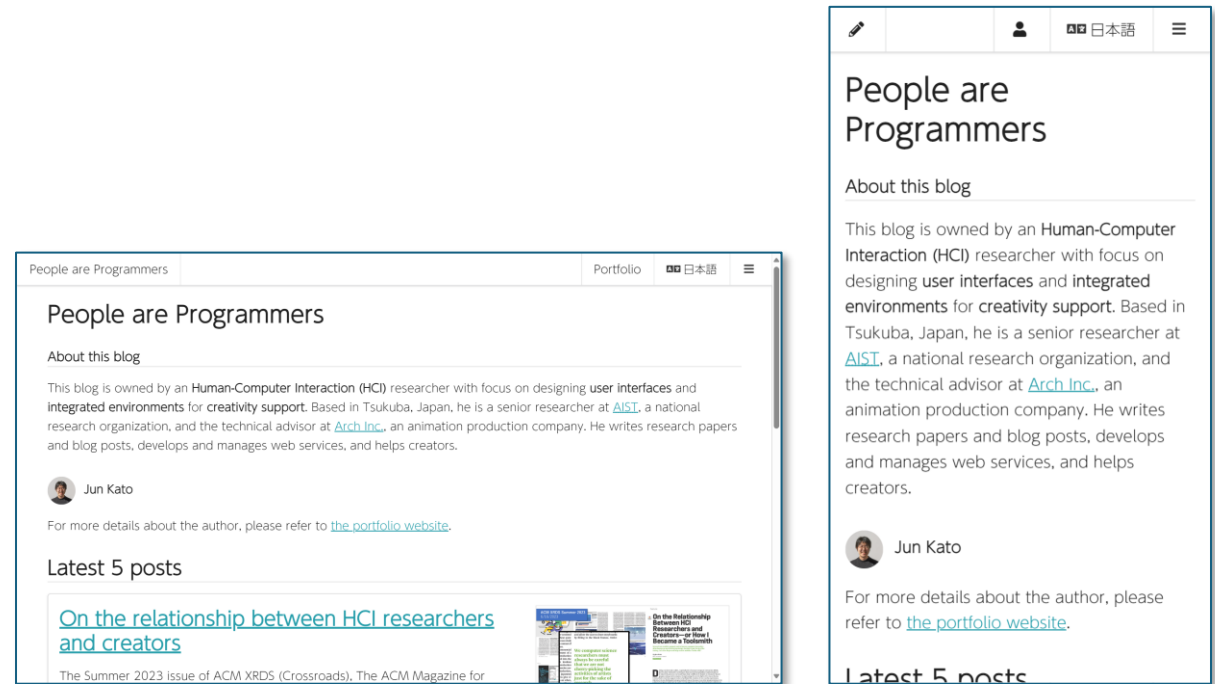 People are Programmers
Portfolio
日本語
People are Programmers
About this blog
This blog is owned by an Human-Computer Interaction (HCI) researcher with focus on designing user interfaces and
integrated environments for creativity support. Based in Tsukuba, Japan, he is a senior researcher at AIST, a national
research organization, and the technical advisor at Arch Inc., an animation production company. He writes research papers
and blog posts, develops and manages web services, and helps creators.
Jun Kato
For more details about the author, please refer to the portfolio website.
Latest 5 posts
On the relationship between HCI researchers
and creators
The Summer 2023 issue of ACM XRDS (Crossroads), The ACM Magazine for
On the Relationship
Between HCI
Researchers and
Creators—or How I
Became a Toolsmith
日本語
People are
Programmers
About this blog
This blog is owned by an Human-Computer
Interaction (HCI) researcher with focus on
designing user interfaces and integrated
environments for creativity support. Based in
Tsukuba, Japan, he is a senior researcher at
AIST, a national research organization, and
the technical advisor at Arch Inc., an
animation production company. He writes
research papers and blog posts, develops
and manages web services, and helps
creators.
Jun Kato
For more details about the author, please
refer to the portfolio website.
Latest 5 posts